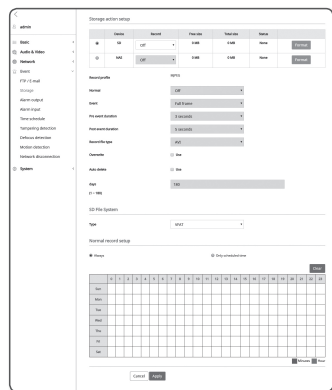 admin
Basic
Audio & Video
Network
Event
FTP / E-mail
Storage
Alarm output
Alarm input
Time schedule
Tampering detection
Defocus detection
Motion detection
Network disconnection
System
Storage action setup
Device Record Free size Total size Status
SD Off 0 MB 0 MB None Format
NAS Off 0 MB 0 MB None Format
Record profile
Normal Off
Event Full frame
Pre event duration 5 seconds
Post event duration 5 seconds
Record file type AVI
Overwrite Use
Auto delete Use
days 180
(1 ~ 180)
SD File System
Type VFAT
Normal record setup
Always Only scheduled time
Clear
0 1 2 3 4 5 6 7 8 9 10 11 12 13 14 15 16 17 18 19 20 21 22 23
Sun
Mon
Tue
Wed
Thu
Fri
Sat
Minutes Hour
Cancel Apply